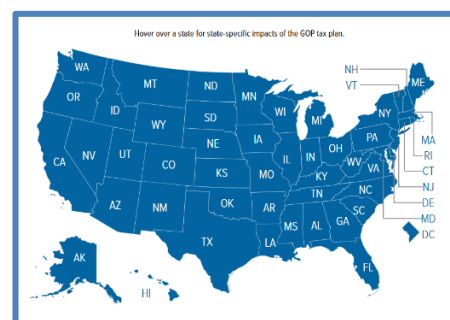 Hover over a state for state-specific impacts of the GOP tax plan.
WA
MT
ND
MN
NH
VT
ME
OR
ID
WY
SD
WI
MI
NY
MA
RI
CT
NJ
DE
MD
DC
CA
NV
UT
CO
NE
IA
IL
IN
OH
PA
KS
MO
KY
WV
VA
AZ
NM
OK
AR
TN
NC
SC
TX
LA
MS
AL
GA
FL
AK
HI